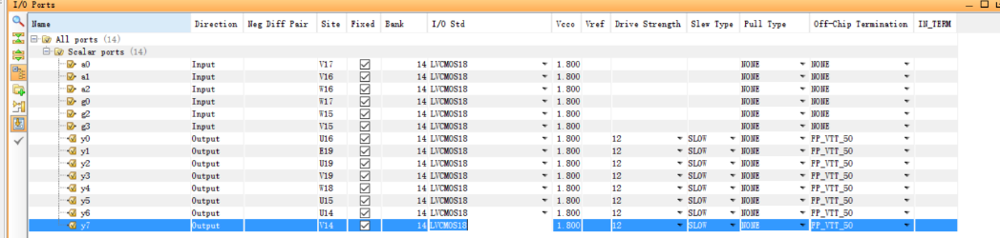 I/O Ports
Name Direction Neg Diff Pair Site Fixed Bank I/O Std Vcco Vref Drive Strength Slew Type Pull Type Off-Chip Termination IN_TERM
All ports (14)
Scalar ports (14)
a0 Input V17 14 LVCMOS18 1.800 NONE NONE
a1 Input V16 14 LVCMOS18 1.800 NONE NONE
a2 Input W16 14 LVCMOS18 1.800 NONE NONE
g0 Input W17 14 LVCMOS18 1.800 NONE NONE
g2 Input W15 14 LVCMOS18 1.800 NONE NONE
g3 Input V15 14 LVCMOS18 1.800 NONE NONE
y0 Output U16 14 LVCMOS18 1.800 12 SLOW NONE FP_VTT_50
y1 Output E19 14 LVCMOS18 1.800 12 SLOW NONE FP_VTT_50
y2 Output U19 14 LVCMOS18 1.800 12 SLOW NONE FP_VTT_50
y3 Output V19 14 LVCMOS18 1.800 12 SLOW NONE FP_VTT_50
y4 Output W18 14 LVCMOS18 1.800 12 SLOW NONE FP_VTT_50
y5 Output U15 14 LVCMOS18 1.800 12 SLOW NONE FP_VTT_50
y6 Output U14 14 LVCMOS18 1.800 12 SLOW NONE FP_VTT_50
y7 Output V14 14 LVCMOS18 1.800 12 SLOW NONE FP_VTT_50